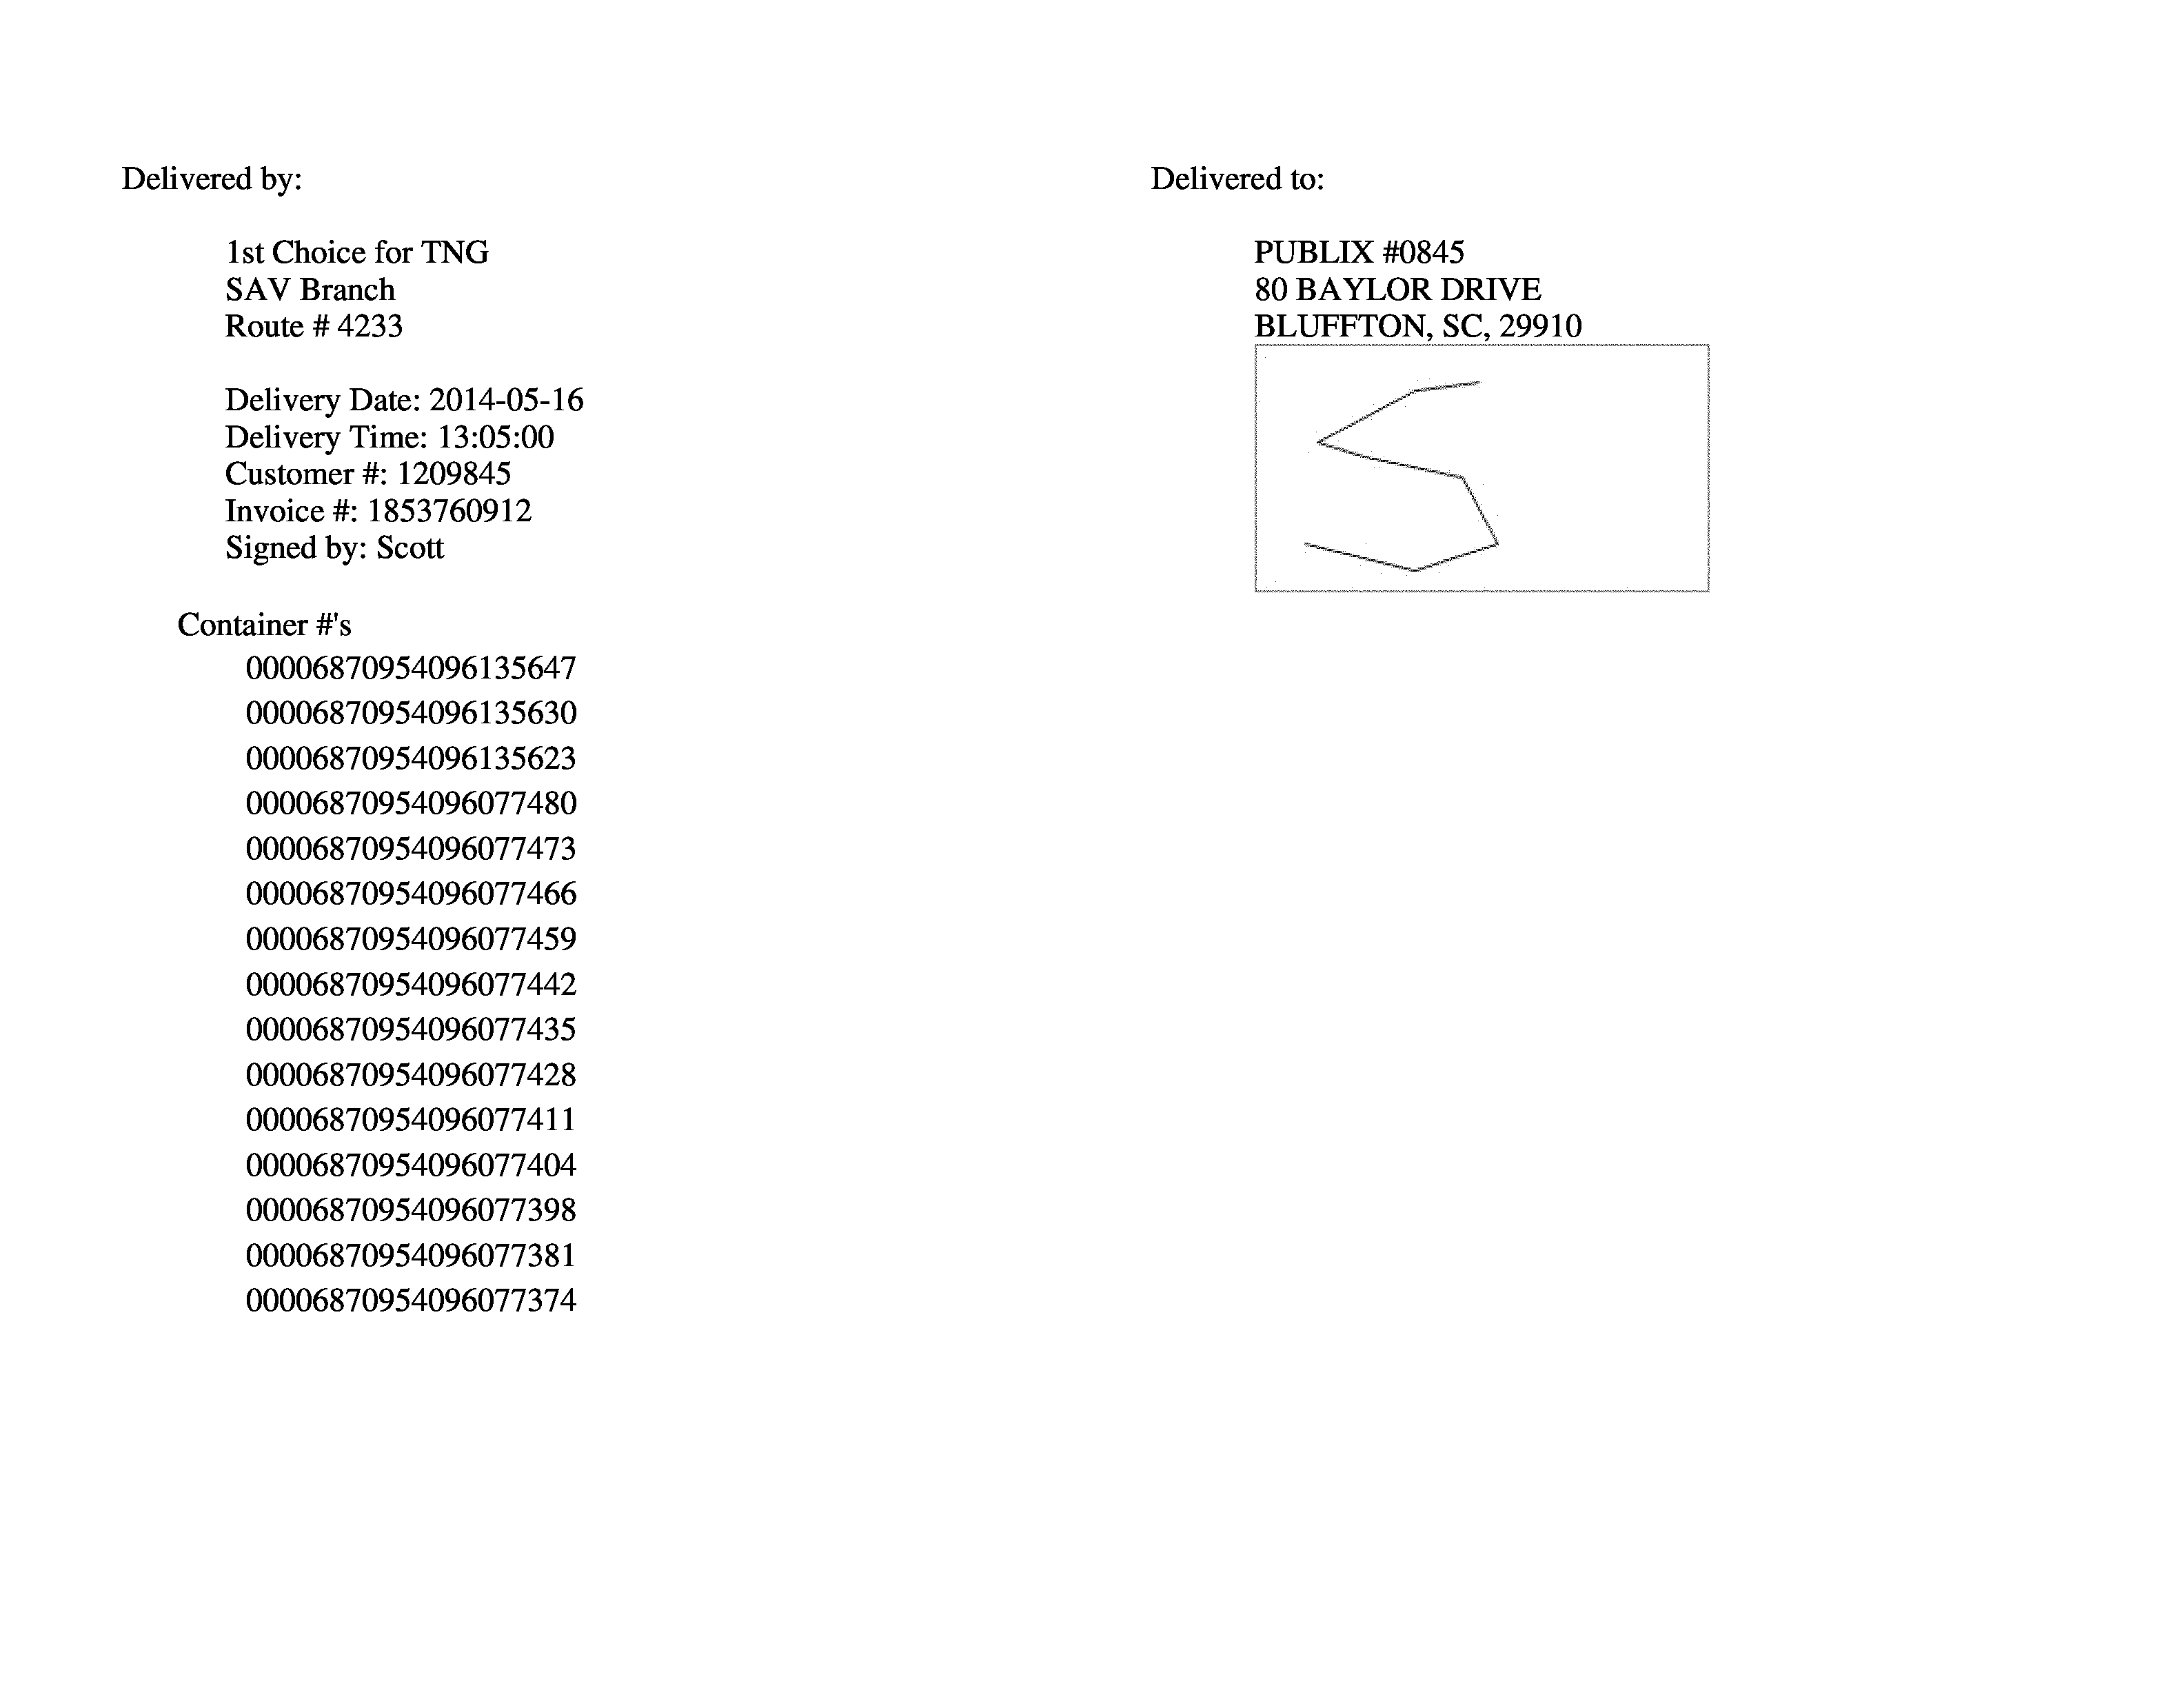 Delivered by:
1st Choice for TNG
SAV Branch
Route # 4233
Delivery Date: 2014-05-16
Delivery Time: 13:05:00
Customer #: 1209845
Invoice #: 1853760912
Signed by: Scott
Container #'s
00006870954096135647
00006870954096135630
00006870954096135623
00006870954096077480
00006870954096077473
00006870954096077466
00006870954096077459
00006870954096077442
00006870954096077435
00006870954096077428
00006870954096077411
00006870954096077404
00006870954096077398
00006870954096077381
00006870954096077374
Delivered to:
PUBLIX #0845
80 BAYLOR DRIVE
BLUFFTON, SC, 29910
S